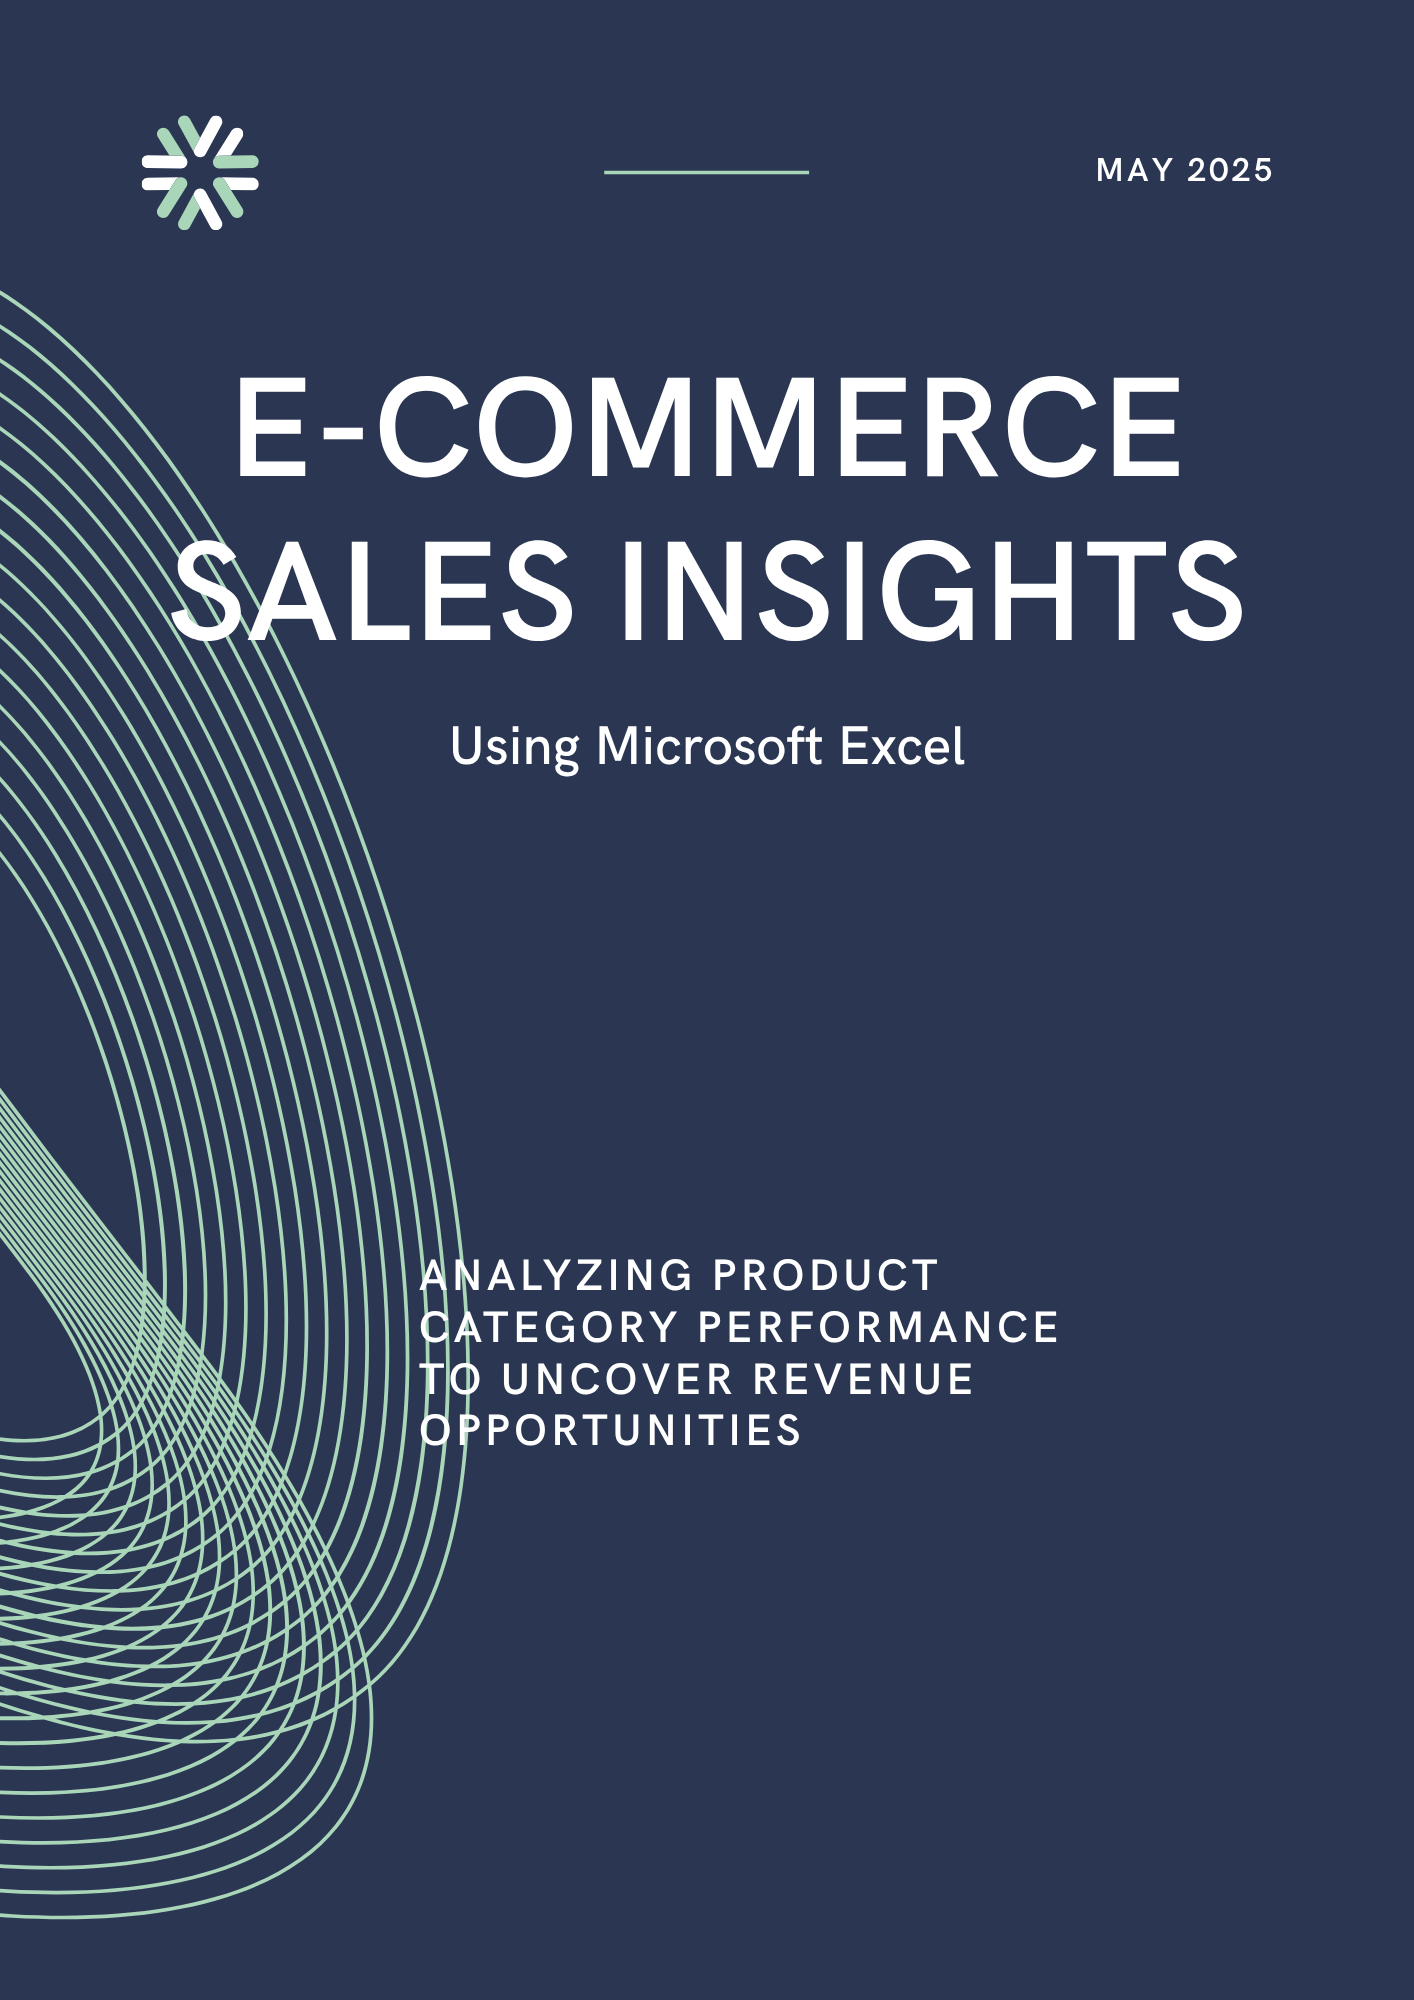 MAY 2025
E-COMMERCE
SALES INSIGHTS
Using Microsoft Excel
ANALYZING PRODUCT
CATEGORY PERFORMANCE
TO UNCOVER REVENUE
OPPORTUNITIES